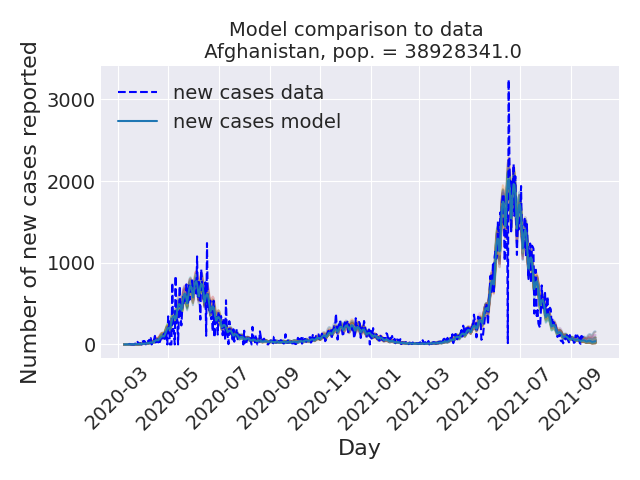 Model comparison to data
Afghanistan, pop. = 38928341.0
Number of new cases reported
3000
2000
1000
0
new cases data
new cases model
2020-03
2020-05
2020-07
2020-09
2020-11
2021-01
2021-03
2021-05
2021-07
2021-09
Day